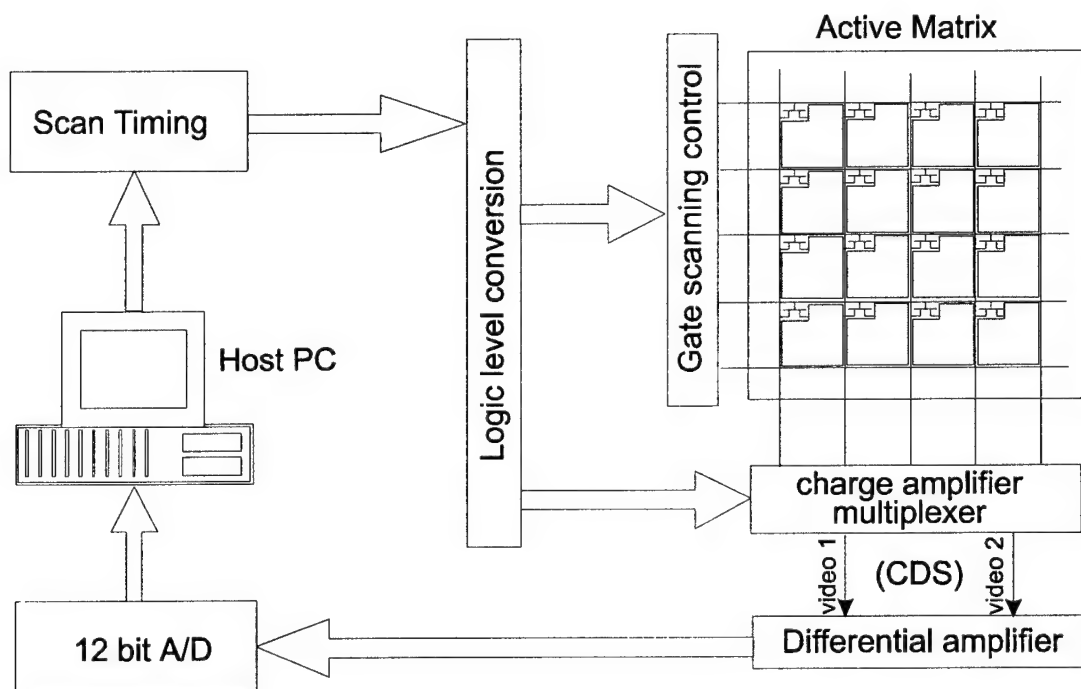 Active Matrix
Scan Timing
Logic level conversion
Gate scanning control
Host PC
charge amplifier
multiplexer
video 1
(CDS)
video 2
12 bit A/D
Differential amplifier